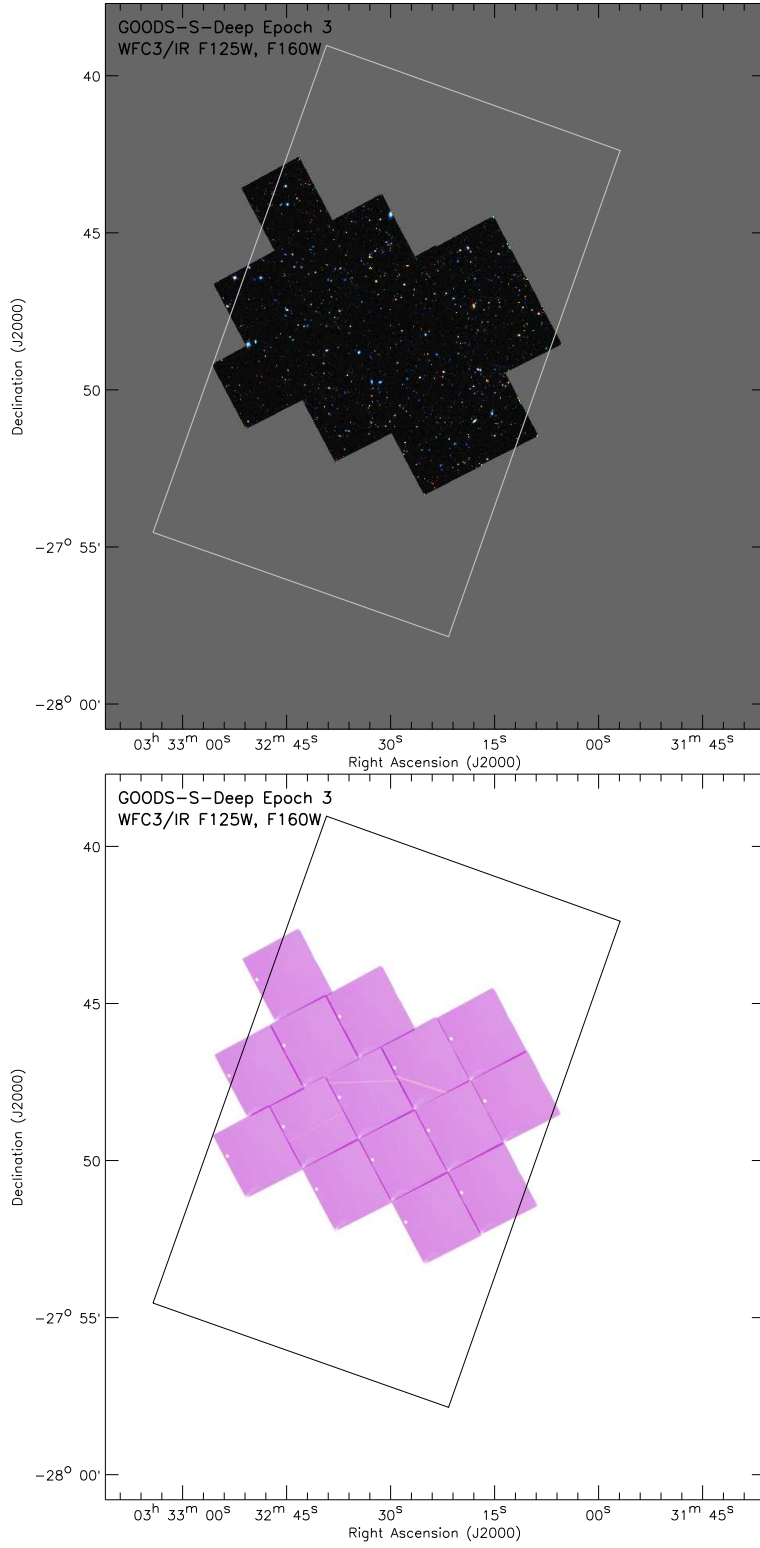 GOODS-S-Deep Epoch 3
WFC3/IR F125W, F160W
40
45
50
-27° 55'
-28° 00'
Declination (J2000)
03ʰ 33ᵐ 00ˢ 32ᵐ 45ˢ 30ˢ 15ˢ 00ˢ 31ᵐ 45ˢ
Right Ascension (J2000)
GOODS-S-Deep Epoch 3
WFC3/IR F125W, F160W
40
45
50
-27° 55'
-28° 00'
Declination (J2000)
03ʰ 33ᵐ 00ˢ 32ᵐ 45ˢ 30ˢ 15ˢ 00ˢ 31ᵐ 45ˢ
Right Ascension (J2000)